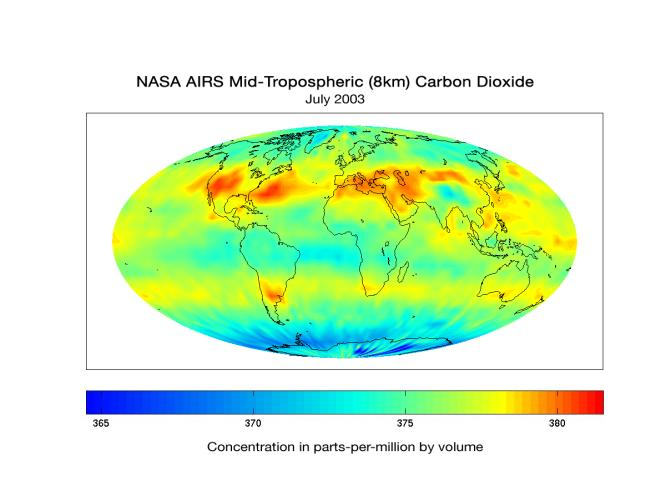 NASA AIRS Mid-Tropospheric (8km) Carbon Dioxide
July 2003
365 370 375 380
Concentration in parts-per-million by volume